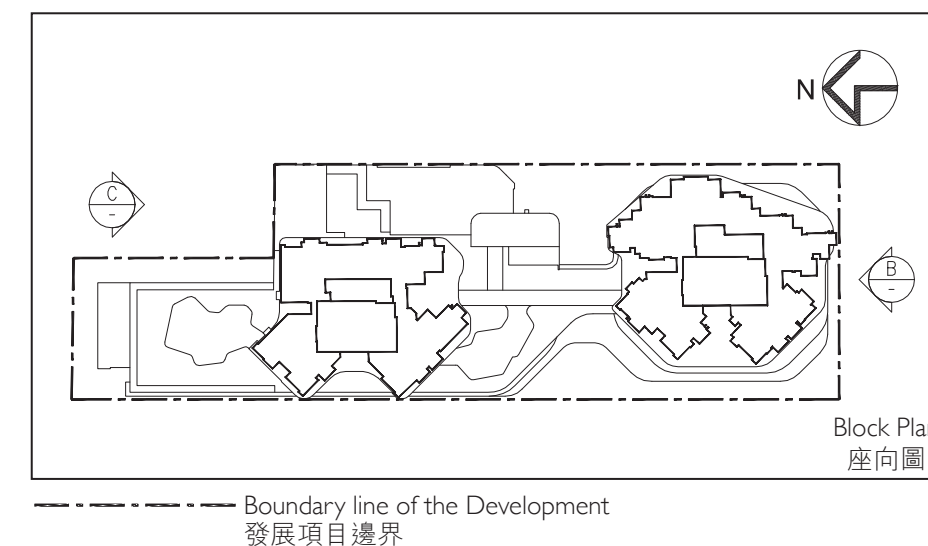 N
C
-
B
-
Block Pla
座向圖
Boundary line of the Development
發展項目邊界